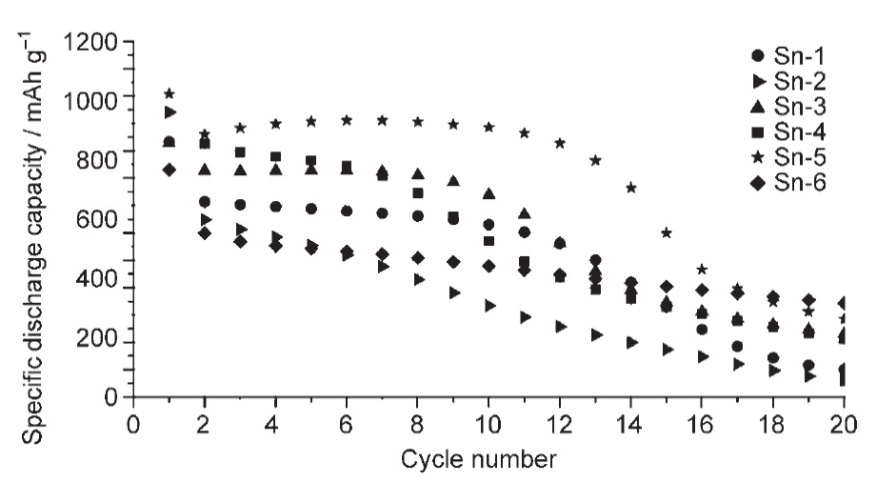 Specific discharge capacity / mAh g⁻¹
1200
1000
800
600
400
200
0
0 2 4 6 8 10 12 14 16 18 20
Cycle number
Sn-1
Sn-2
Sn-3
Sn-4
Sn-5
Sn-6